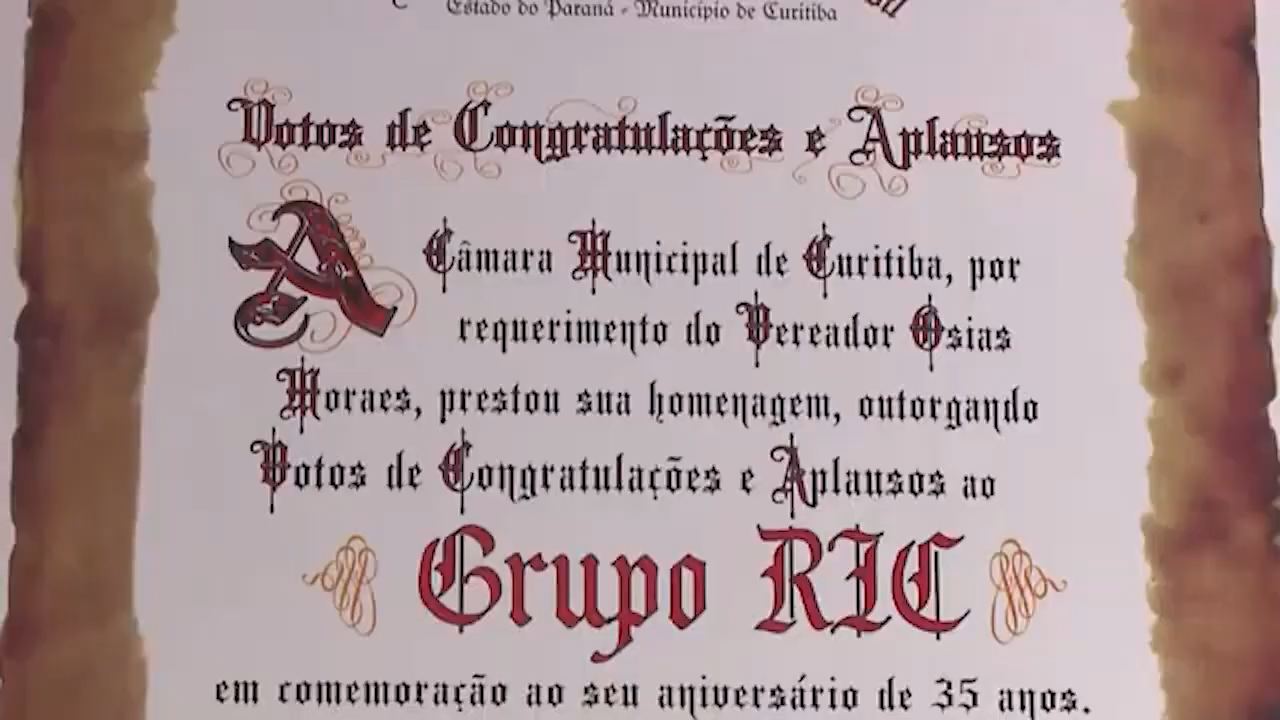 Estado do Paraná - Município de Curitiba
Votos de Congratulações e Aplausos
A Câmara Municipal de Curitiba, por
requerimento do Vereador Osias
Moraes, prestou sua homenagem, outorgando
Votos de Congratulações e Aplausos ao
Grupo RIC
em comemoração ao seu aniversário de 35 anos.